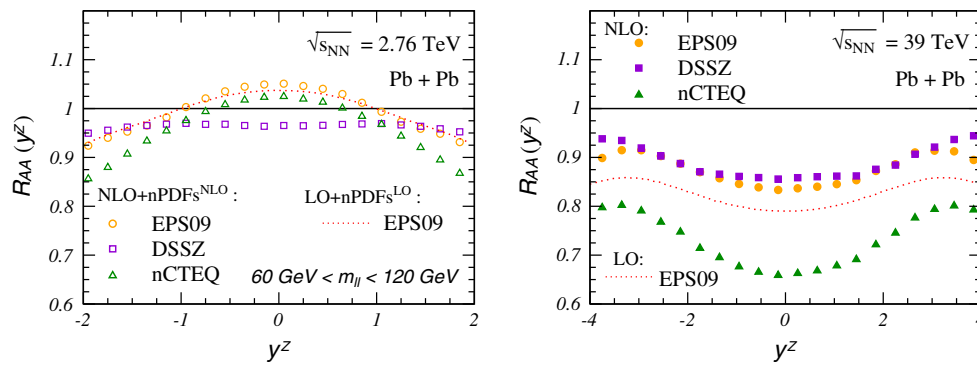 1.1
1
0.9
0.8
0.7
0.6
R_AA (y^Z)
√s_NN = 2.76 TeV
Pb + Pb
NLO+nPDFs^NLO :
EPS09
DSSZ
nCTEQ
LO+nPDFs^LO :
EPS09
60 GeV < m_ll < 120 GeV
-2 -1 0 1 2
y^Z
1.1
1
0.9
0.8
0.7
0.6
R_AA (y^Z)
NLO:
EPS09
DSSZ
nCTEQ
√s_NN = 39 TeV
Pb + Pb
LO:
EPS09
-4 -2 0 2 4
y^Z